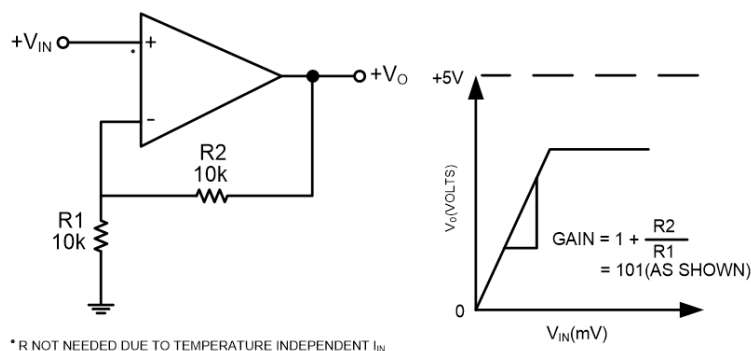 +VIN
+
-
+VO
R2
10k
R1
10k
* R NOT NEEDED DUE TO TEMPERATURE INDEPENDENT IIN
+5V
V0(VOLTS)
GAIN = 1 + R2
R1
= 101(AS SHOWN)
0
VIN(mV)